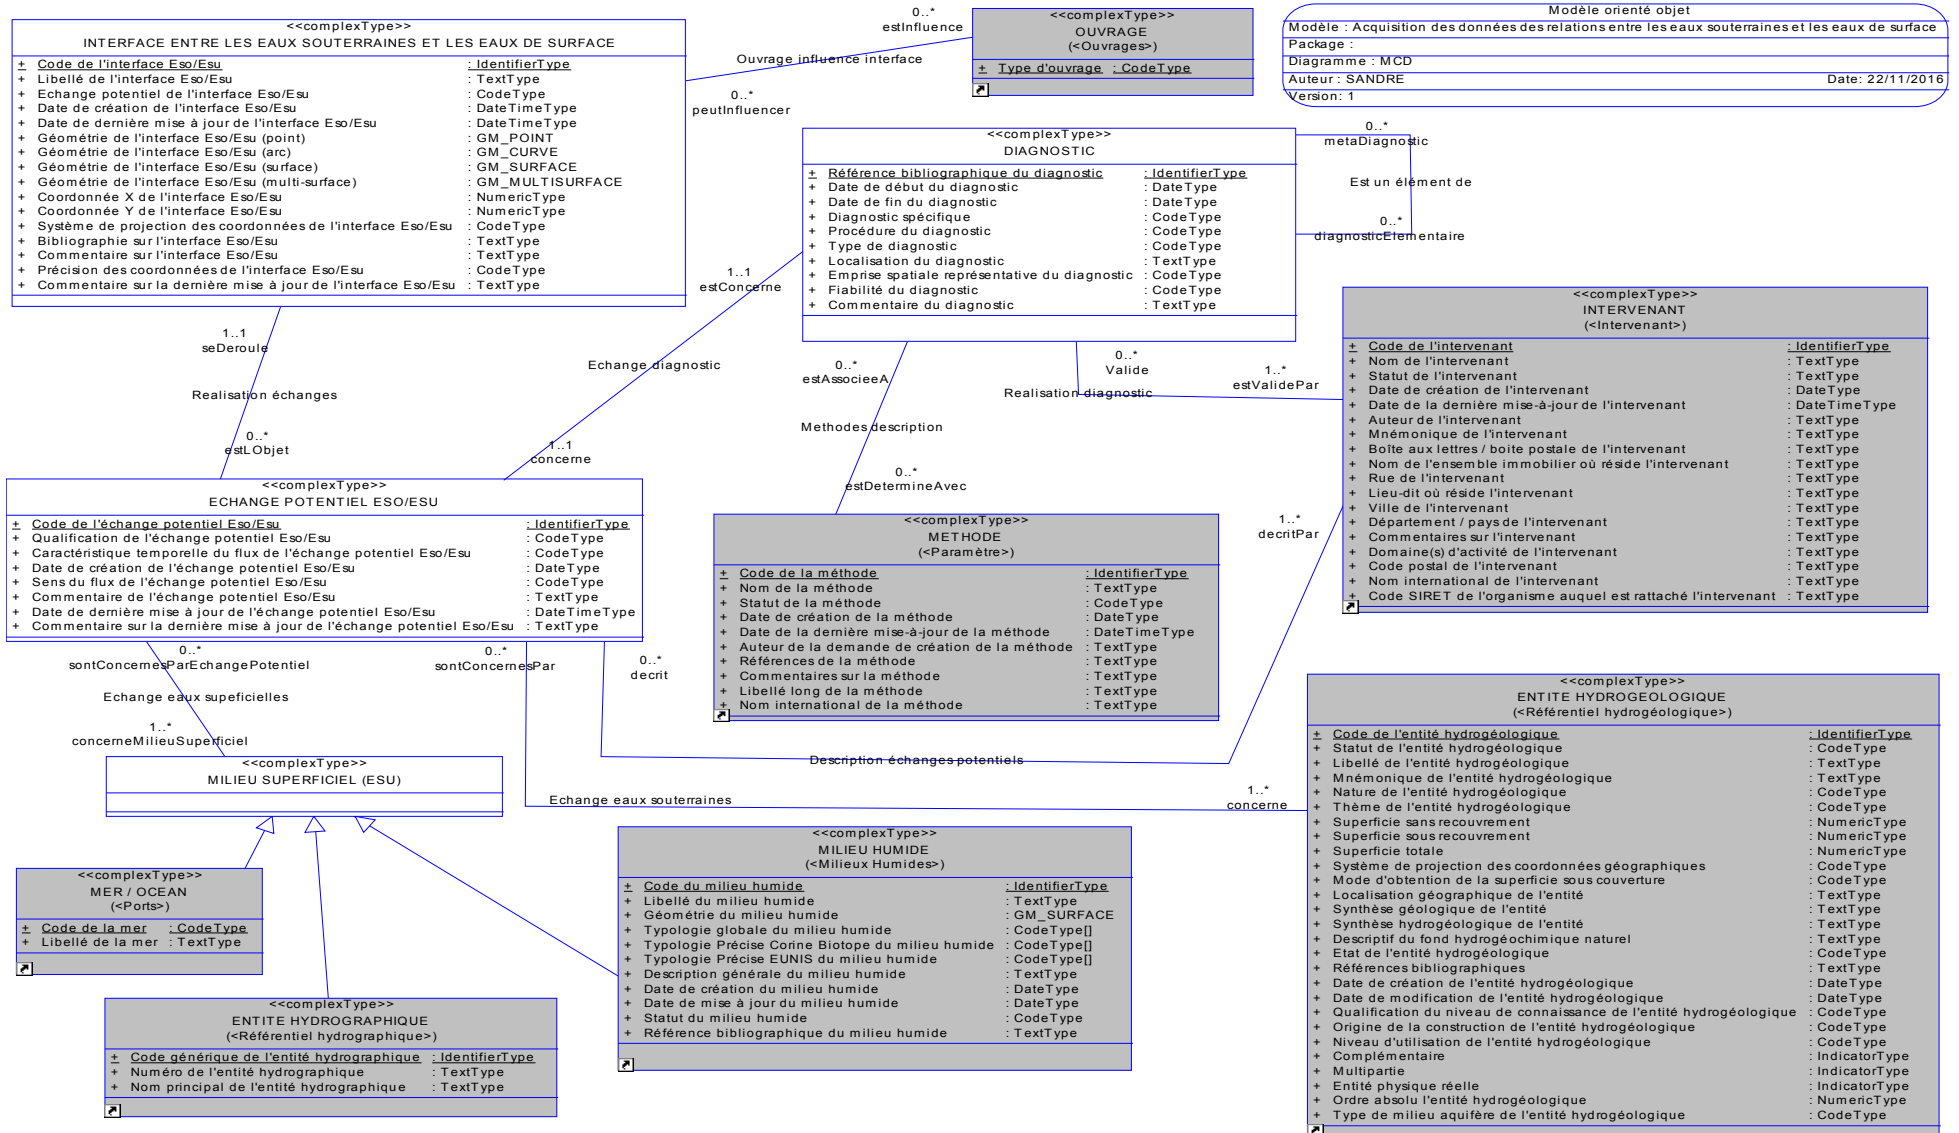 <<complexType>>
INTERFACE ENTRE LES EAUX SOUTERRAINES ET LES EAUX DE SURFACE
+ Code de l'interface Eso/Esu : IdentifierType
+ Libellé de l'interface Eso/Esu : TextType
+ Echange potentiel de l'interface Eso/Esu : CodeType
+ Date de création de l'interface Eso/Esu : DateTimeType
+ Date de dernière mise à jour de l'interface Eso/Esu : DateTimeType
+ Géométrie de l'interface Eso/Esu (point) : GM_POINT
+ Géométrie de l'interface Eso/Esu (arc) : GM_CURVE
+ Géométrie de l'interface Eso/Esu (surface) : GM_SURFACE
+ Géométrie de l'interface Eso/Esu (multi-surface) : GM_MULTISURFACE
+ Coordonnée X de l'interface Eso/Esu : NumericType
+ Coordonnée Y de l'interface Eso/Esu : NumericType
+ Système de projection des coordonnées de l'interface Eso/Esu : CodeType
+ Bibliographie sur l'interface Eso/Esu : TextType
+ Commentaire sur l'interface Eso/Esu : TextType
+ Précision des coordonnées de l'interface Eso/Esu : CodeType
+ Commentaire sur la dernière mise à jour de l'interface Eso/Esu : TextType
0..*
estInfluence
Ouvrage influence interface
0..*
peutInfluencer
<<complexType>>
OUVRAGE
(<Ouvrages>)
+ Type d'ouvrage : CodeType
Modèle orienté objet
Modèle : Acquisition des données des relations entre les eaux souterraines et les eaux de surface
Package :
Diagramme : MCD
Auteur : SANDRE Date: 22/11/2016
Version: 1
<<complexType>>
DIAGNOSTIC
+ Référence bibliographique du diagnostic : IdentifierType
+ Date de début du diagnostic : DateType
+ Date de fin du diagnostic : DateType
+ Diagnostic spécifique : CodeType
+ Procédure du diagnostic : CodeType
+ Type de diagnostic : CodeType
+ Localisation du diagnostic : TextType
+ Emprise spatiale représentative du diagnostic : CodeType
+ Fiabilité du diagnostic : CodeType
+ Commentaire du diagnostic : TextType
0..*
metaDiagnostic
Est un élément de
0..*
diagnosticElementaire
1..1
estConcerne
Echange diagnostic
1..1
concerne
1..1
seDeroule
Realisation échanges
0..*
estLObjet
0..*
estAssocieeA
Methodes description
0..*
estDetermineAvec
0..*
Valide
Realisation diagnostic
1..*
estValidePar
<<complexType>>
INTERVENANT
(<Intervenant>)
+ Code de l'intervenant : IdentifierType
+ Nom de l'intervenant : TextType
+ Statut de l'intervenant : TextType
+ Date de création de l'intervenant : DateType
+ Date de la dernière mise-à-jour de l'intervenant : DateTimeType
+ Auteur de l'intervenant : TextType
+ Mnémonique de l'intervenant : TextType
+ Boîte aux lettres / boite postale de l'intervenant : TextType
+ Nom de l'ensemble immobilier où réside l'intervenant : TextType
+ Rue de l'intervenant : TextType
+ Lieu-dit où réside l'intervenant : TextType
+ Ville de l'intervenant : TextType
+ Département / pays de l'intervenant : TextType
+ Commentaires sur l'intervenant : TextType
+ Domaine(s) d'activité de l'intervenant : TextType
+ Code postal de l'intervenant : TextType
+ Nom international de l'intervenant : TextType
+ Code SIRET de l'organisme auquel est rattaché l'intervenant : TextType
<<complexType>>
ECHANGE POTENTIEL ESO/ESU
+ Code de l'échange potentiel Eso/Esu : IdentifierType
+ Qualification de l'échange potentiel Eso/Esu : CodeType
+ Caractéristique temporelle du flux de l'échange potentiel Eso/Esu : CodeType
+ Date de création de l'échange potentiel Eso/Esu : DateType
+ Sens du flux de l'échange potentiel Eso/Esu : CodeType
+ Commentaire de l'échange potentiel Eso/Esu : TextType
+ Date de dernière mise à jour de l'échange potentiel Eso/Esu : DateTimeType
+ Commentaire sur la dernière mise à jour de l'échange potentiel Eso/Esu : TextType
<<complexType>>
METHODE
(<Paramètre>)
+ Code de la méthode : IdentifierType
+ Nom de la méthode : TextType
+ Statut de la méthode : CodeType
+ Date de création de la méthode : DateType
+ Date de la dernière mise-à-jour de la méthode : DateTimeType
+ Auteur de la demande de création de la méthode : TextType
+ Références de la méthode : TextType
+ Commentaires sur la méthode : TextType
+ Libellé long de la méthode : TextType
+ Nom international de la méthode : TextType
1..*
decritPar
0..*
sontConcernesParEchangePotentiel
Echange eaux supeficielles
1..*
concerneMilieuSuperficiel
0..*
sontConcernesPar
0..*
decrit
Description échanges potentiels
Echange eaux souterraines
1..*
concerne
<<complexType>>
MILIEU SUPERFICIEL (ESU)
<<complexType>>
MER / OCEAN
(<Ports>)
+ Code de la mer : CodeType
+ Libellé de la mer : TextType
<<complexType>>
ENTITE HYDROGRAPHIQUE
(<Référentiel hydrographique>)
+ Code générique de l'entité hydrographique : IdentifierType
+ Numéro de l'entité hydrographique : TextType
+ Nom principal de l'entité hydrographique : TextType
<<complexType>>
MILIEU HUMIDE
(<Milieux Humides>)
+ Code du milieu humide : IdentifierType
+ Libellé du milieu humide : TextType
+ Géométrie du milieu humide : GM_SURFACE
+ Typologie globale du milieu humide : CodeType[]
+ Typologie Précise Corine Biotope du milieu humide : CodeType[]
+ Typologie Précise EUNIS du milieu humide : CodeType[]
+ Description générale du milieu humide : TextType
+ Date de création du milieu humide : DateType
+ Date de mise à jour du milieu humide : DateType
+ Statut du milieu humide : CodeType
+ Référence bibliographique du milieu humide : TextType
<<complexType>>
ENTITE HYDROGEOLOGIQUE
(<Référentiel hydrogéologique>)
+ Code de l'entité hydrogéologique : IdentifierType
+ Statut de l'entité hydrogéologique : CodeType
+ Libellé de l'entité hydrogéologique : TextType
+ Mnémonique de l'entité hydrogéologique : TextType
+ Nature de l'entité hydrogéologique : CodeType
+ Thème de l'entité hydrogéologique : CodeType
+ Superficie sans recouvrement : NumericType
+ Superficie sous recouvrement : NumericType
+ Superficie totale : NumericType
+ Système de projection des coordonnées géographiques : CodeType
+ Mode d'obtention de la superficie sous couverture : CodeType
+ Localisation géographique de l'entité : TextType
+ Synthèse géologique de l'entité : TextType
+ Synthèse hydrogéologique de l'entité : TextType
+ Descriptif du fond hydrogéochimique naturel : TextType
+ Etat de l'entité hydrogéologique : CodeType
+ Références bibliographiques : TextType
+ Date de création de l'entité hydrogéologique : DateType
+ Date de modification de l'entité hydrogéologique : DateType
+ Qualification du niveau de connaissance de l'entité hydrogéologique : CodeType
+ Origine de la construction de l'entité hydrogéologique : CodeType
+ Niveau d'utilisation de l'entité hydrogéologique : CodeType
+ Complémentaire : IndicatorType
+ Multipartie : IndicatorType
+ Entité physique réelle : IndicatorType
+ Ordre absolu l'entité hydrogéologique : NumericType
+ Type de milieu aquifère de l'entité hydrogéologique : CodeType